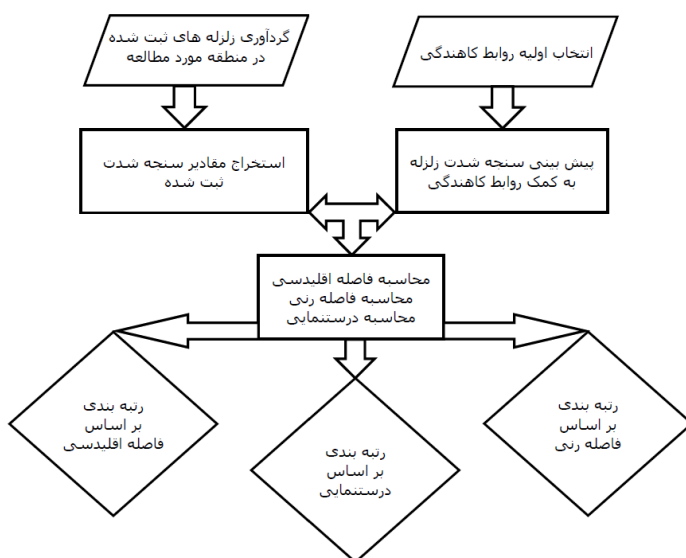 انتخاب اولیه روابط کاهندگی
گردآوری زلزله های ثبت شده
در منطقه مورد مطالعه
پیش بینی سنجه شدت زلزله
به کمک روابط کاهندگی
استخراج مقادیر سنجه شدت
ثبت شده
محاسبه فاصله اقلیدسی
محاسبه فاصله رنی
محاسبه درستنمایی
رتبه بندی
بر اساس
فاصله رنی
رتبه بندی
بر اساس
درستنمایی
رتبه بندی
بر اساس
فاصله اقلیدسی